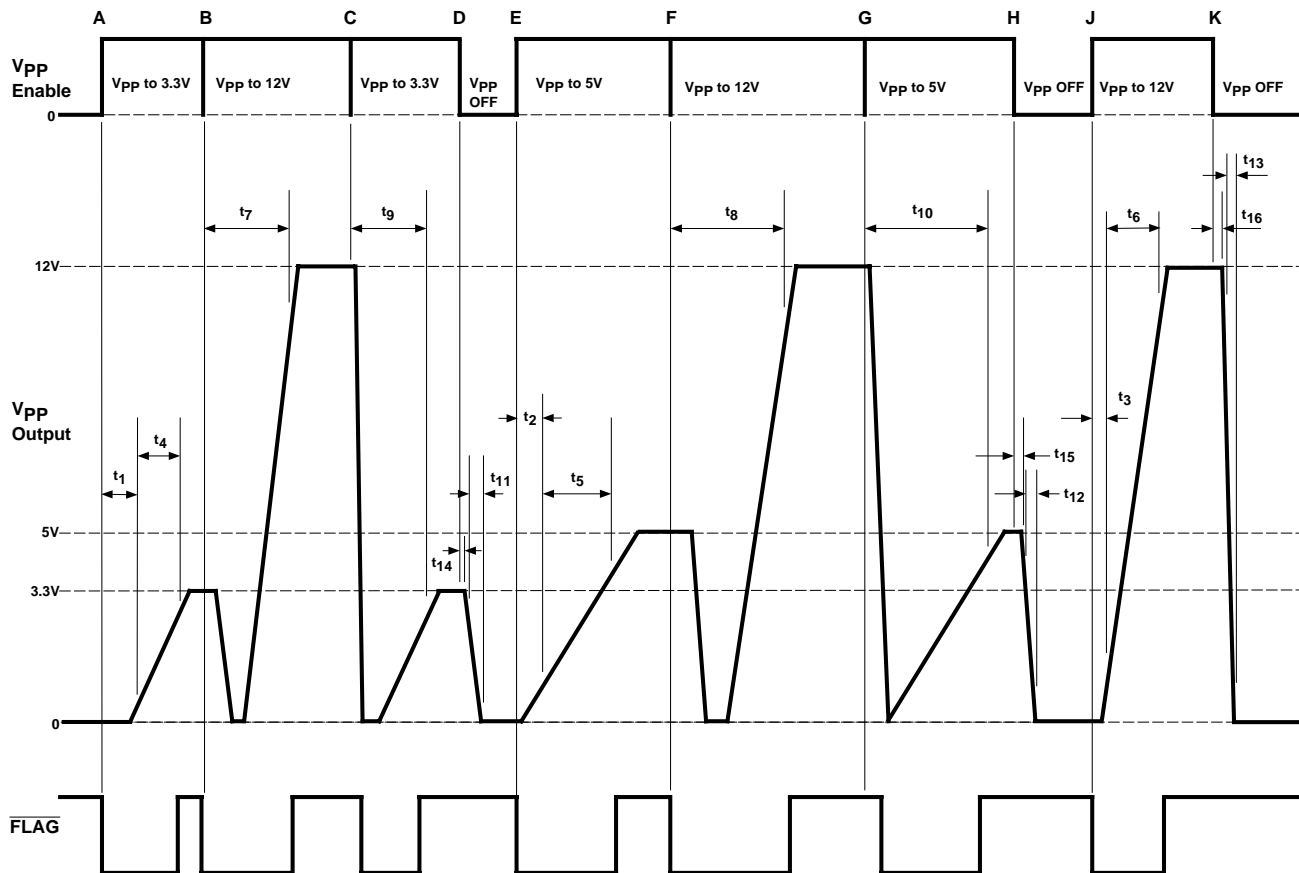 A B C D E F G H J K
VPP Enable
VPP to 3.3V
VPP to 12V
VPP to 3.3V
VPP OFF
VPP to 5V
VPP to 12V
VPP to 5V
VPP OFF
VPP to 12V
VPP OFF
0
t13
t7
t9
t8
t10
t6
t16
12V
VPP Output
t4
t1
t11
t2
t5
t3
t15
t12
5V
t14
3.3V
0
FLAG